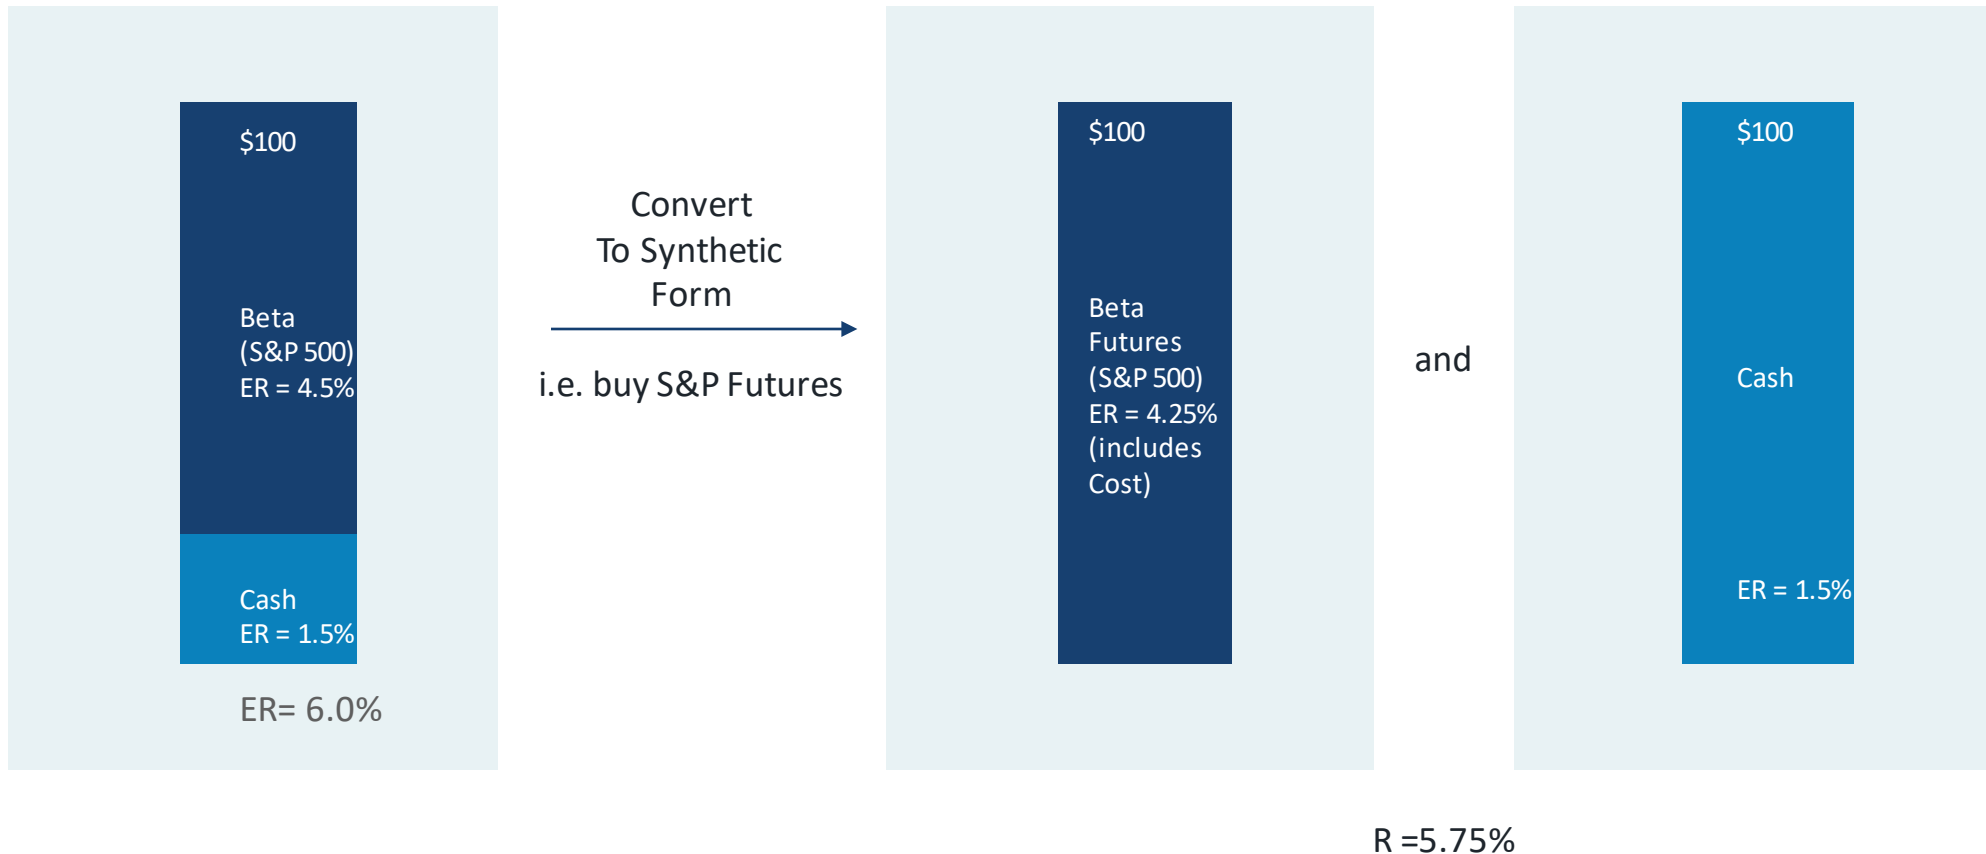 $100
Beta
(S&P 500)
ER = 4.5%
Cash
ER = 1.5%
ER= 6.0%
Convert
To Synthetic
Form
i.e. buy S&P Futures
$100
Beta
Futures
(S&P 500)
ER = 4.25%
(includes
Cost)
and
$100
Cash
ER = 1.5%
R =5.75%